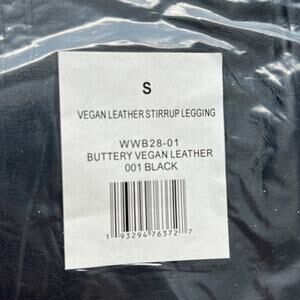 S
VEGAN LEATHER STIRRUP LEGGING
WWB28-01
BUTTERY VEGAN LEATHER
001 BLACK
1 93294 76372 7